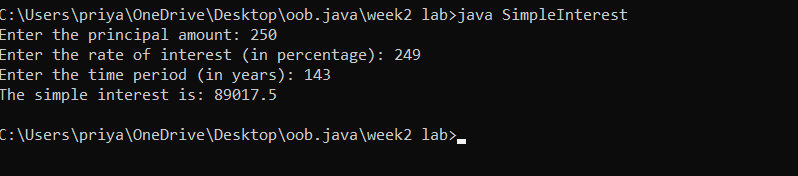 C:\Users\priya\OneDrive\Desktop\oob.java\week2 lab>java SimpleInterest
Enter the principal amount: 250
Enter the rate of interest (in percentage): 249
Enter the time period (in years): 143
The simple interest is: 89017.5
C:\Users\priya\OneDrive\Desktop\oob.java\week2 lab>